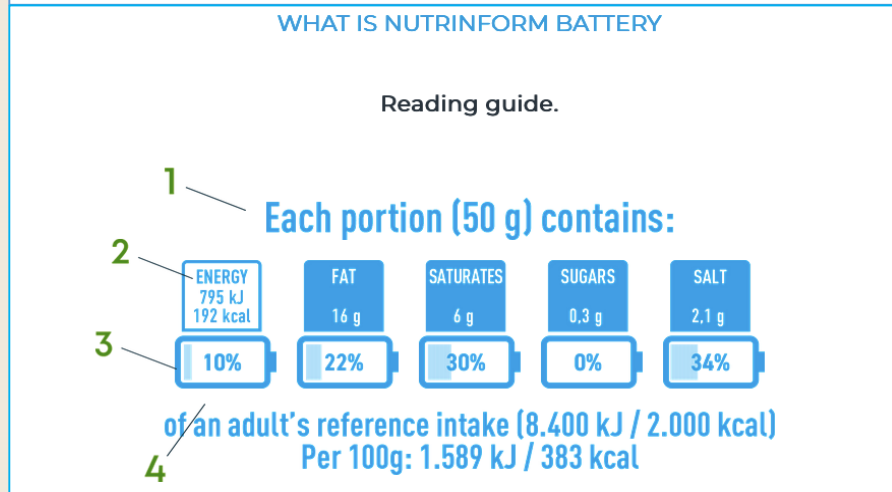 WHAT IS NUTRINFORM BATTERY
Reading guide.
1
Each portion (50 g) contains:
2
ENERGY FAT SATURATES SUGARS SALT
795 kJ
192 kcal 16 g 6 g 0,3 g 2,1 g
3
10% 22% 30% 0% 34%
of an adult's reference intake (8.400 kJ / 2.000 kcal)
4
Per 100g: 1.589 kJ / 383 kcal